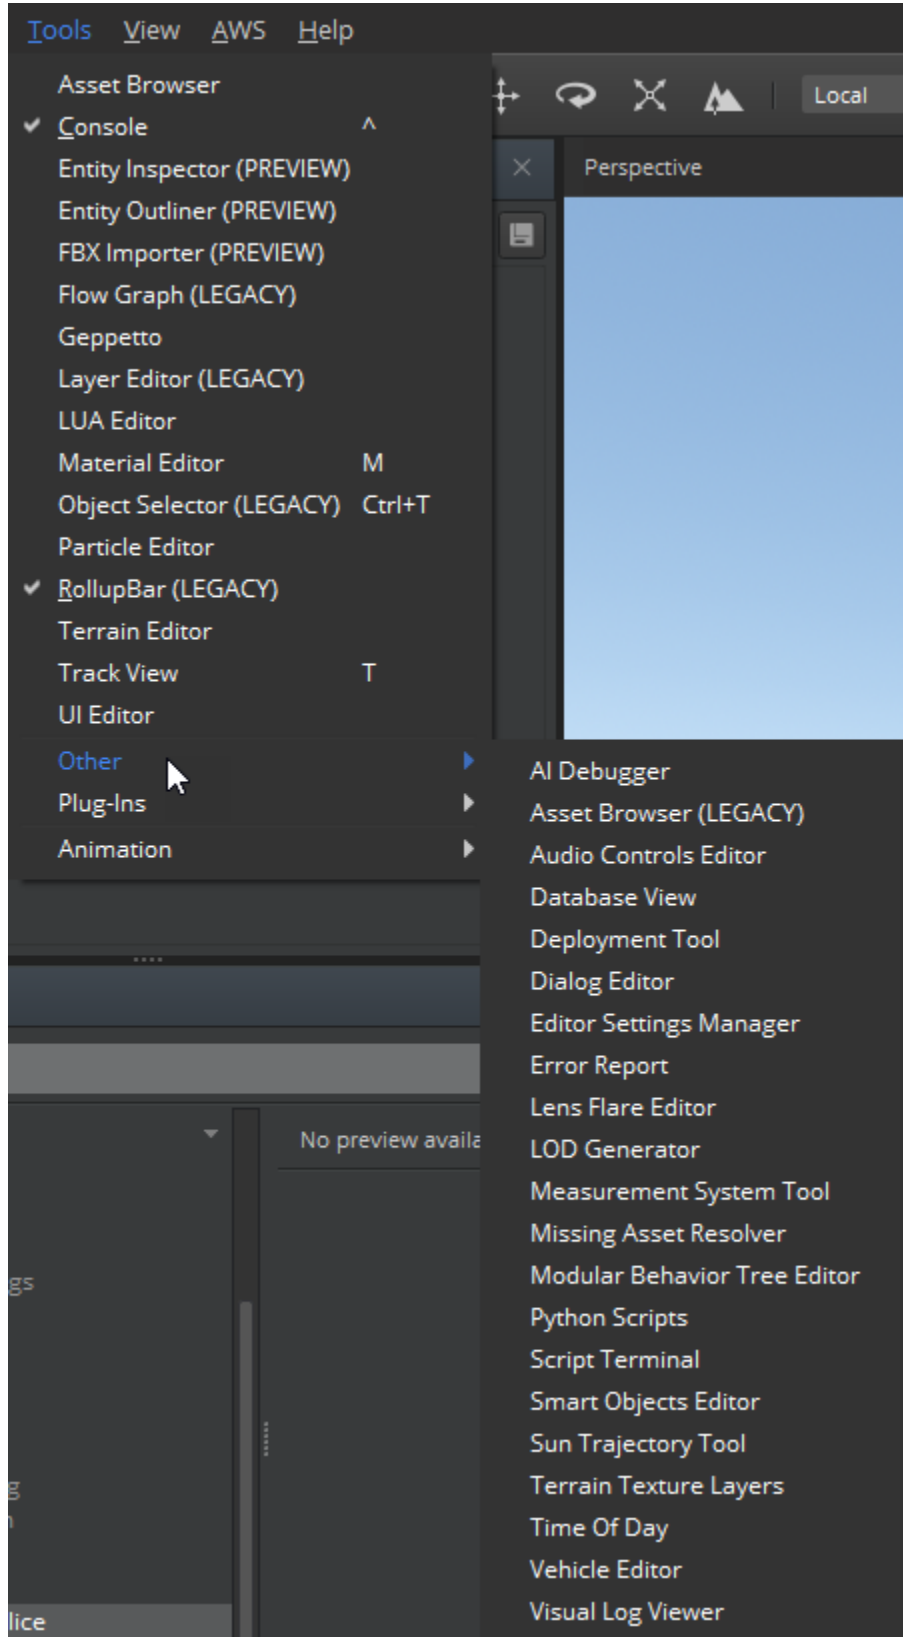 Tools View AWS Help
Asset Browser
Console ^
Entity Inspector (PREVIEW)
Entity Outliner (PREVIEW)
FBX Importer (PREVIEW)
Flow Graph (LEGACY)
Geppetto
Layer Editor (LEGACY)
LUA Editor
Material Editor M
Object Selector (LEGACY) Ctrl+T
Particle Editor
RollupBar (LEGACY)
Terrain Editor
Track View T
UI Editor
Other
Plug-Ins
Animation
Local
Perspective
AI Debugger
Asset Browser (LEGACY)
Audio Controls Editor
Database View
Deployment Tool
Dialog Editor
Editor Settings Manager
Error Report
Lens Flare Editor
LOD Generator
Measurement System Tool
Missing Asset Resolver
Modular Behavior Tree Editor
Python Scripts
Script Terminal
Smart Objects Editor
Sun Trajectory Tool
Terrain Texture Layers
Time Of Day
Vehicle Editor
Visual Log Viewer
No preview availa
gs
g
lice